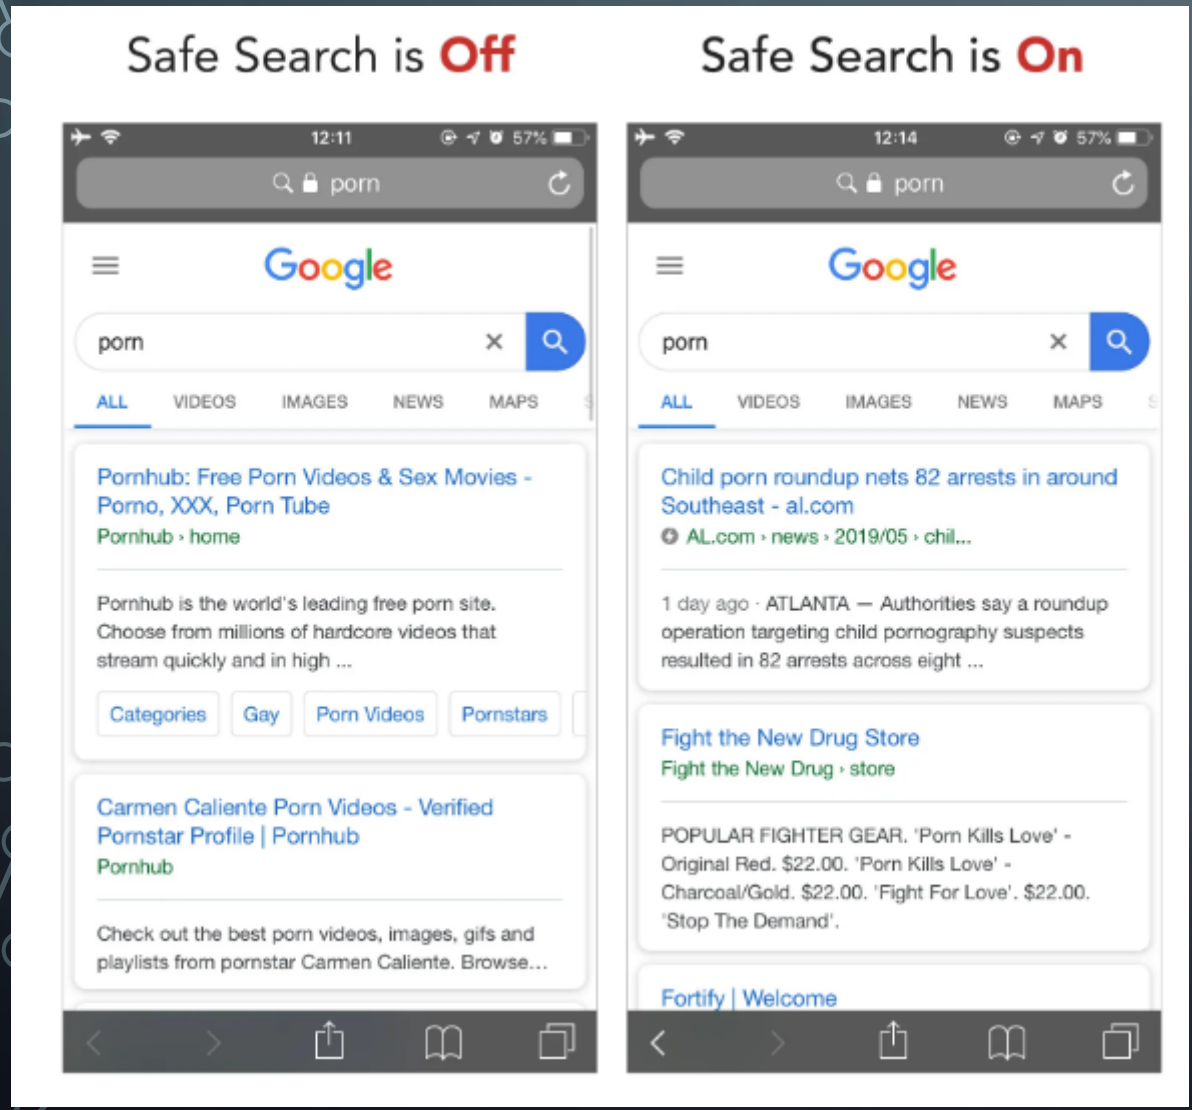 Safe Search is Off
12:11
57%
porn
Google
porn
ALL VIDEOS IMAGES NEWS MAPS
Pornhub: Free Porn Videos & Sex Movies -
Porno, XXX, Porn Tube
Pornhub › home
Pornhub is the world's leading free porn site.
Choose from millions of hardcore videos that
stream quickly and in high ...
Categories Gay Porn Videos Pornstars
Carmen Caliente Porn Videos - Verified
Pornstar Profile | Pornhub
Pornhub
Check out the best porn videos, images, gifs and
playlists from pornstar Carmen Caliente. Browse...
Safe Search is On
12:14
57%
porn
Google
porn
ALL VIDEOS IMAGES NEWS MAPS
Child porn roundup nets 82 arrests in around
Southeast - al.com
AL.com › news › 2019/05 › chil...
1 day ago · ATLANTA — Authorities say a roundup
operation targeting child pornography suspects
resulted in 82 arrests across eight ...
Fight the New Drug Store
Fight the New Drug › store
POPULAR FIGHTER GEAR. 'Porn Kills Love' -
Original Red. $22.00. 'Porn Kills Love' -
Charcoal/Gold. $22.00. 'Fight For Love'. $22.00.
'Stop The Demand'.
Fortify | Welcome